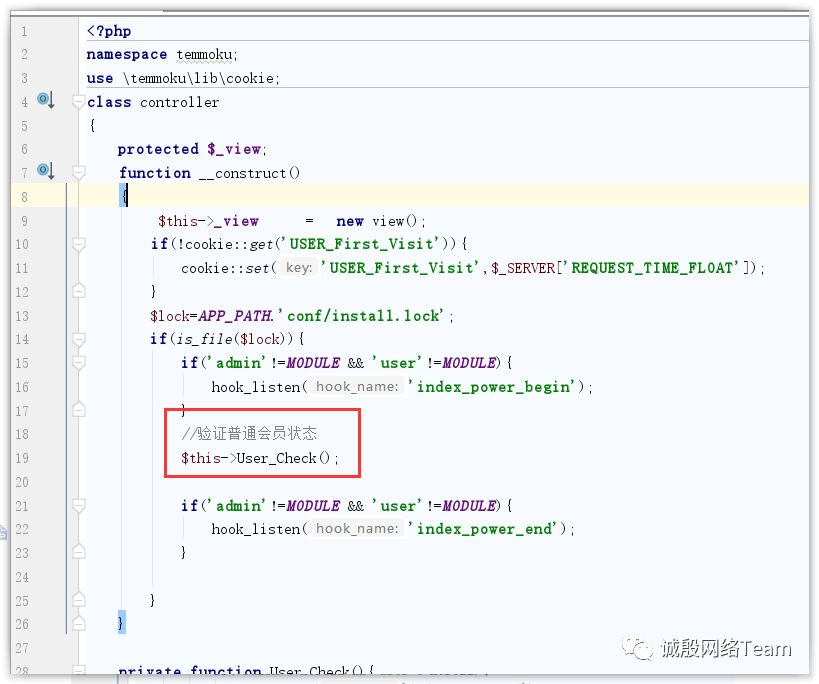 1 <?php
2 namespace temmoku;
3 use \temmoku\lib\cookie;
4 class controller
5 {
6 protected $_view;
7 function __construct()
8 {
9 $this->_view = new view();
10 if(!cookie::get('USER_First_Visit')){
11 cookie::set( key: 'USER_First_Visit',$_SERVER['REQUEST_TIME_FLOAT']);
12 }
13 $lock=APP_PATH.'conf/install.lock';
14 if(is_file($lock)){
15 if('admin'!=MODULE && 'user'!=MODULE){
16 hook_listen( hook_name: 'index_power_begin');
17 }
18 //验证普通会员状态
19 $this->User_Check();
20
21 if('admin'!=MODULE && 'user'!=MODULE){
22 hook_listen( hook_name: 'index_power_end');
23 }
24
25 }
26 }
27
28 private function User_Check(){
诚殷网络Team